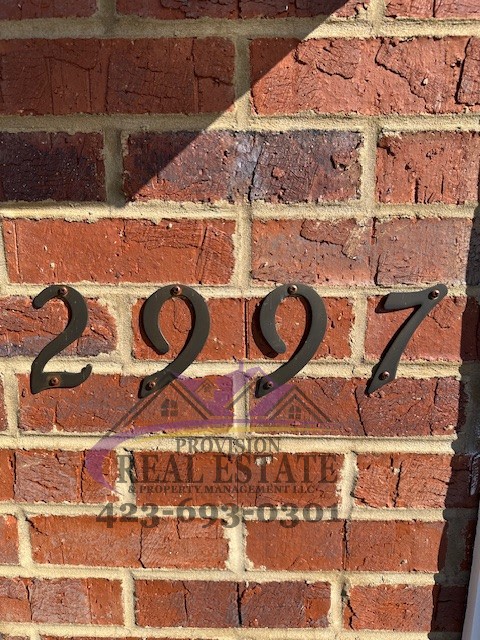 2997
PROVISION
REAL ESTATE
& PROPERTY MANAGEMENT LLC
423-693-0301